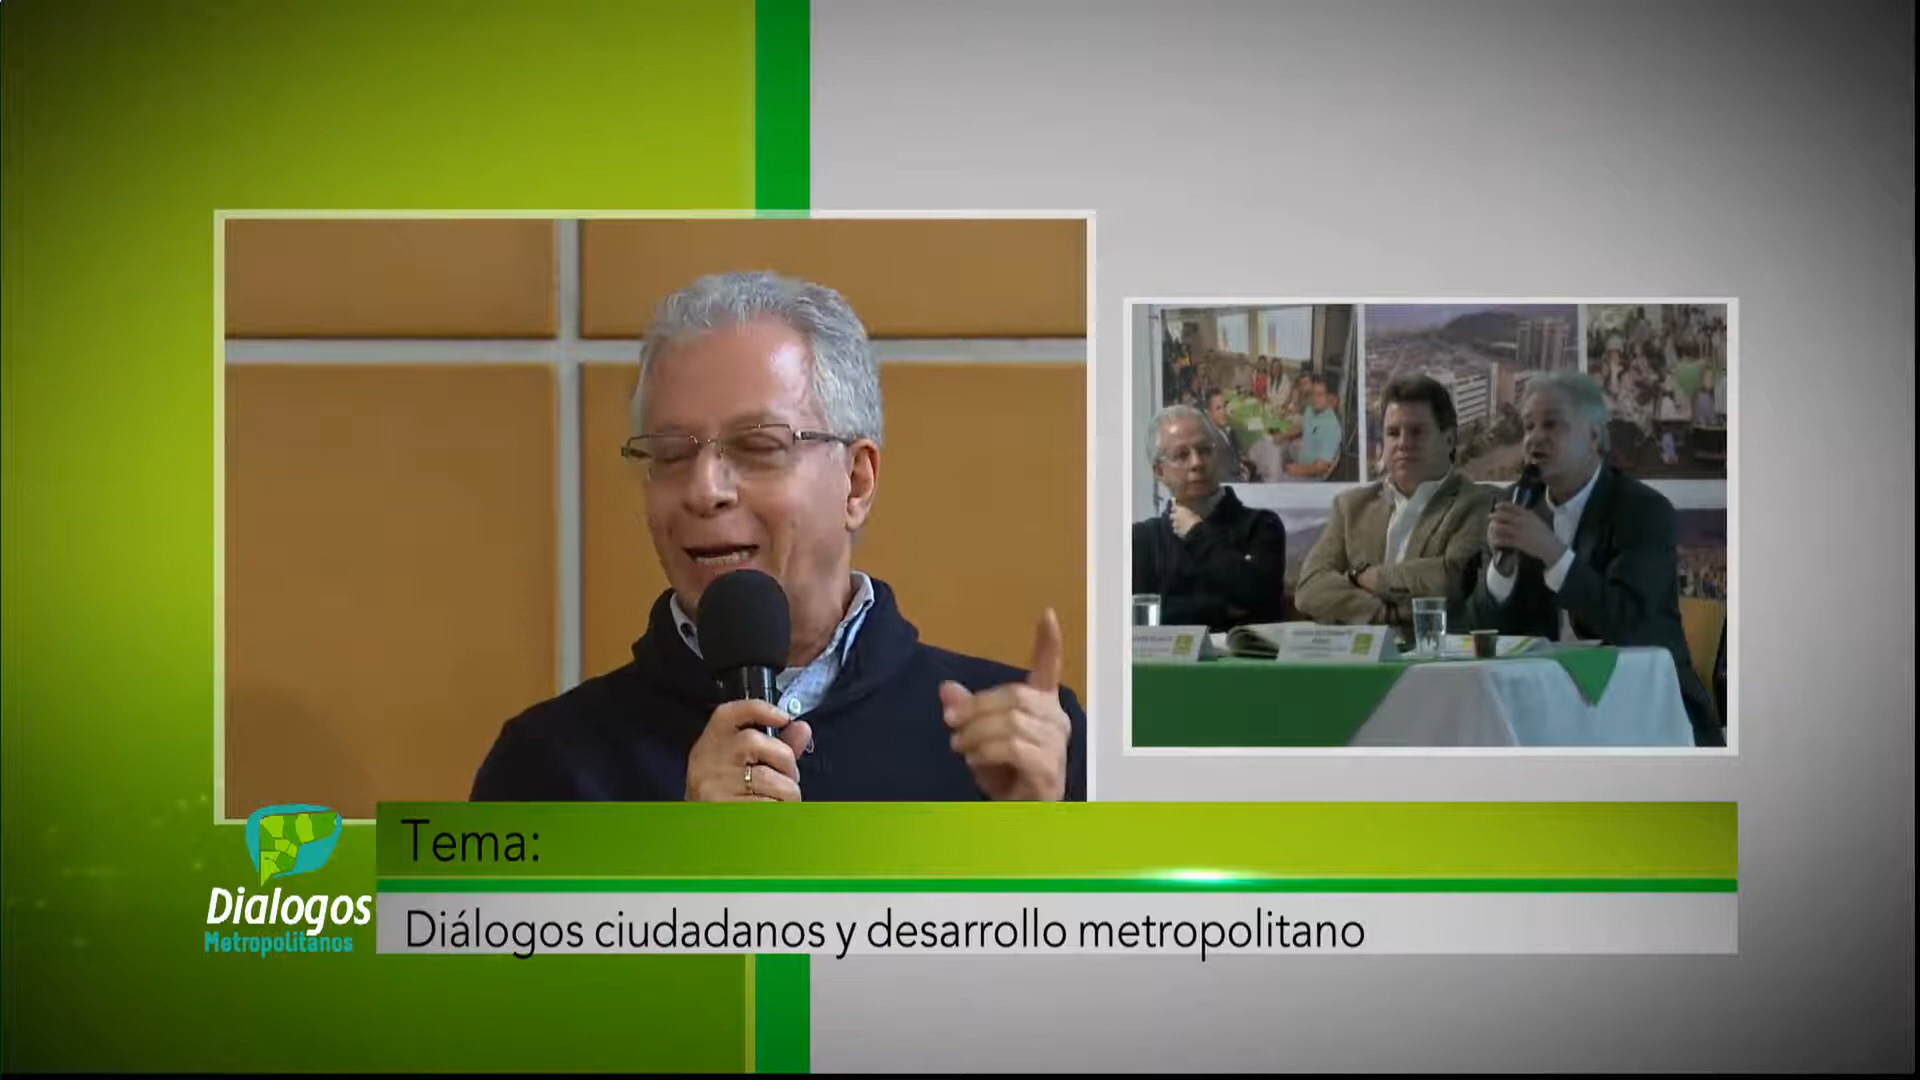 Tema:
Dialogos
Metropolitanos
Diálogos ciudadanos y desarrollo metropolitano